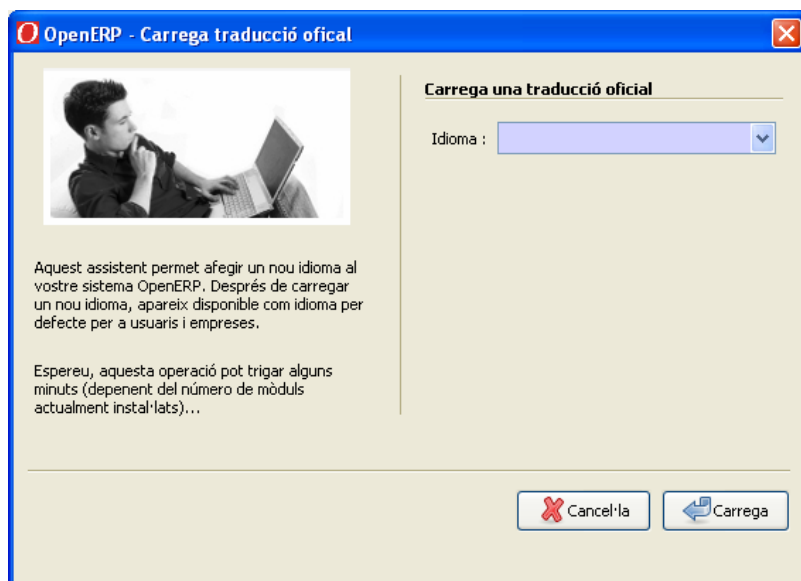 OpenERP - Carrega traducció ofical
Carrega una traducció oficial
Idioma :
Aquest assistent permet afegir un nou idioma al
vostre sistema OpenERP. Després de carregar
un nou idioma, apareix disponible com idioma per
defecte per a usuaris i empreses.
Espereu, aquesta operació pot trigar alguns
minuts (depenent del número de mòduls
actualment instal·lats)...
Cancel·la
Carrega